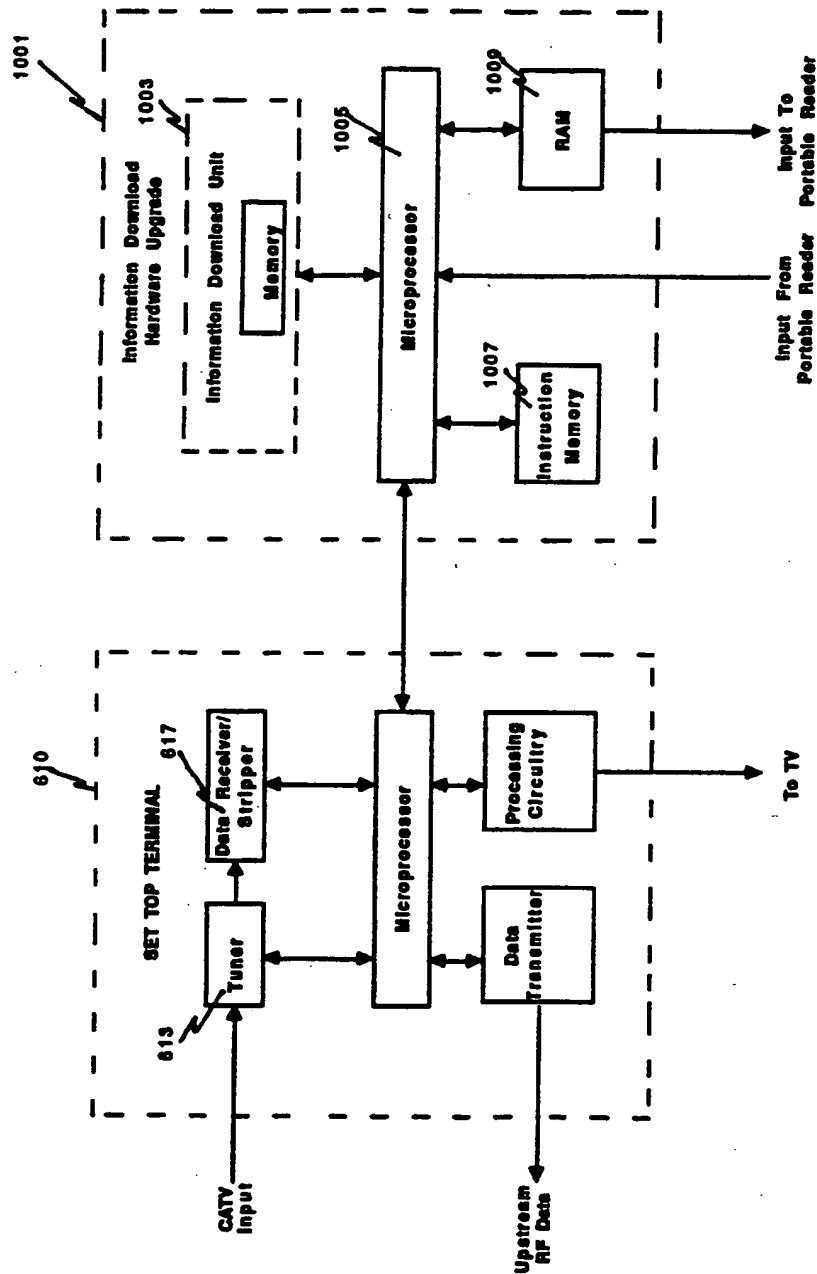 610
SET TOP TERMINAL
613
Tuner
617
Data Receiver/
Stripper
CATV
Input
Microprocessor
Data
Transmitter
Processing
Circuitry
Upstream
RF Data
To TV
1001
Information Download
Hardware Upgrade
1003
Information Download Unit
Memory
1005
Microprocessor
1007
Instruction
Memory
1009
RAM
Input From
Portable Reader
Input To
Portable Reader